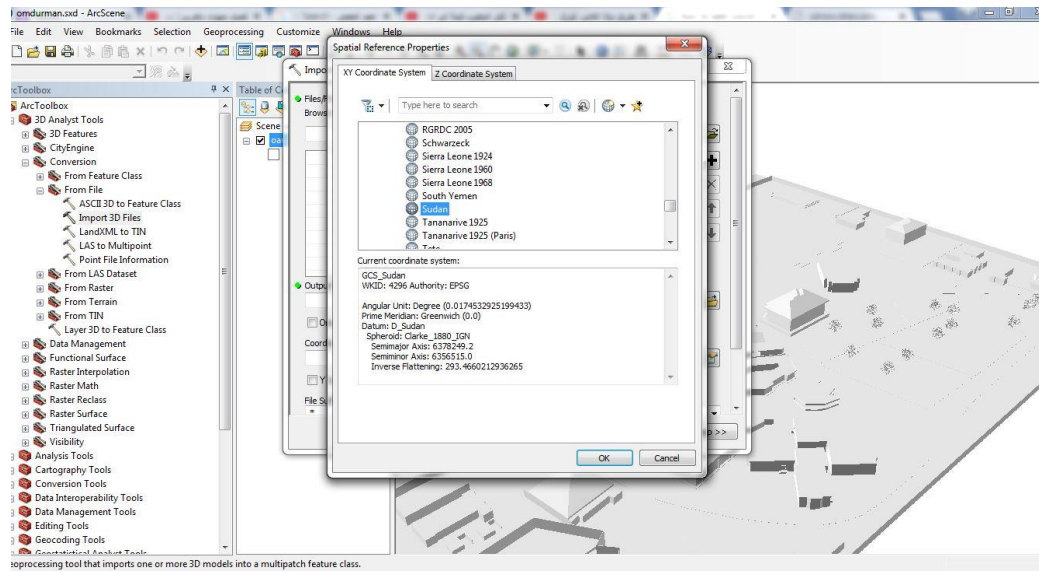 omdurman.sxd - ArcScene
File Edit View Bookmarks Selection Geoprocessing Customize Windows Help
ArcToolbox
3D Analyst Tools
3D Features
CityEngine
Conversion
From Feature Class
From File
ASCII 3D to Feature Class
Import 3D Files
LandXML to TIN
LAS to Multipoint
Point File Information
From LAS Dataset
From Raster
From Terrain
From TIN
Layer 3D to Feature Class
Data Management
Functional Surface
Raster Interpolation
Raster Math
Raster Reclass
Raster Surface
Triangulated Surface
Visibility
Analysis Tools
Cartography Tools
Conversion Tools
Data Interoperability Tools
Data Management Tools
Editing Tools
Geocoding Tools
Geostatistical Analyst Tools
Table of C
Scene
Impo
Files/F
Brows
Outpu
Coord
File Su
Spatial Reference Properties
XY Coordinate System
Z Coordinate System
Type here to search
RGRDC 2005
Schwarzeck
Sierra Leone 1924
Sierra Leone 1960
Sierra Leone 1968
South Yemen
Sudan
Tananarive 1925
Tananarive 1925 (Paris)
Tete
Current coordinate system:
GCS_Sudan
WKID: 4296 Authority: EPSG
Angular Unit: Degree (0.0174532925199433)
Prime Meridian: Greenwich (0.0)
Datum: D_Sudan
Spheroid: Clarke_1880_IGN
Semimajor Axis: 6378249.2
Semiminor Axis: 6356515.0
Inverse Flattening: 293.4660212936265
OK Cancel
eoprocessing tool that imports one or more 3D models into a multipatch feature class.